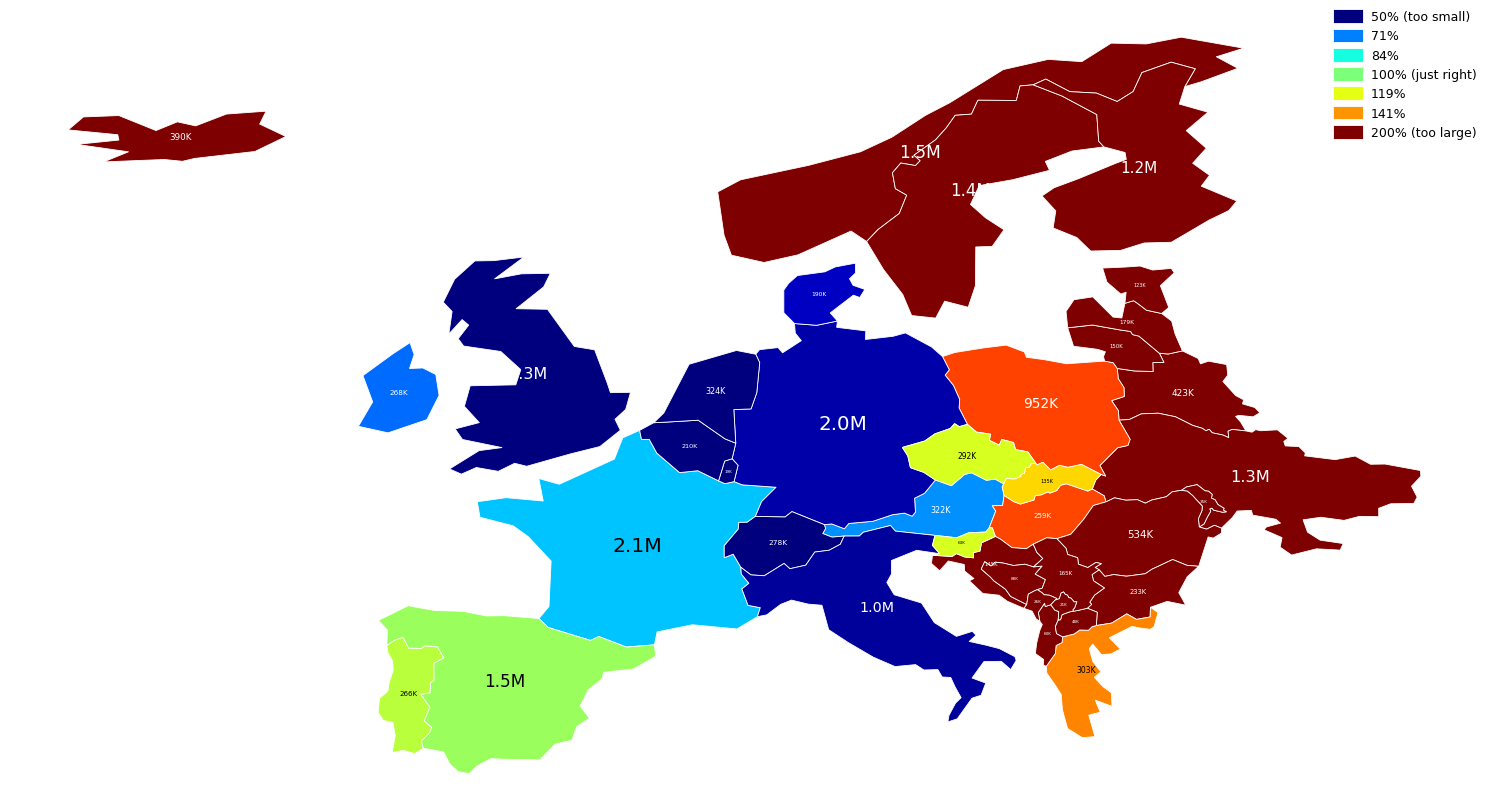 50% (too small)
71%
84%
100% (just right)
119%
141%
200% (too large)
390K
1.5M
1.4M
1.2M
123K
190K
179K
150K
.3M
268K
324K
423K
952K
2.0M
210K
292K
1.3M
135K
322K
259K
534K
2.1M
278K
165K
233K
1.0M
48K
303K
1.5M
266K